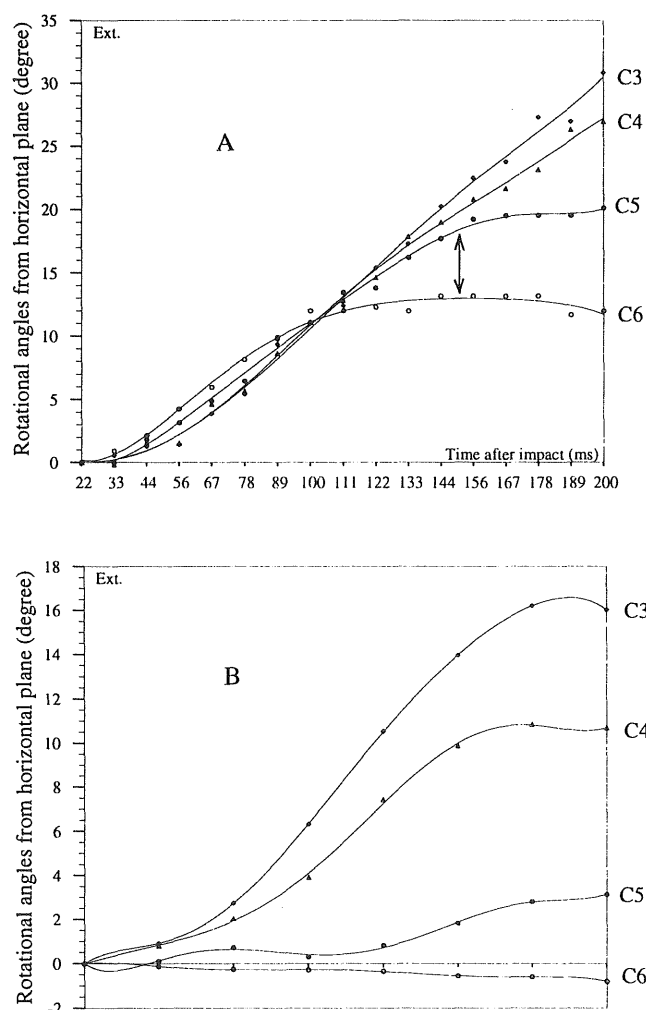 Rotational angles from horizontal plane (degree)
35
30
25
20
15
10
5
0
Ext.
A
C3
C4
C5
C6
Time after impact (ms)
22 33 44 56 67 78 89 100 111 122 133 144 156 167 178 189 200
Rotational angles from horizontal plane (degree)
18
16
14
12
10
8
6
4
2
0
-2
Ext.
B
C3
C4
C5
C6